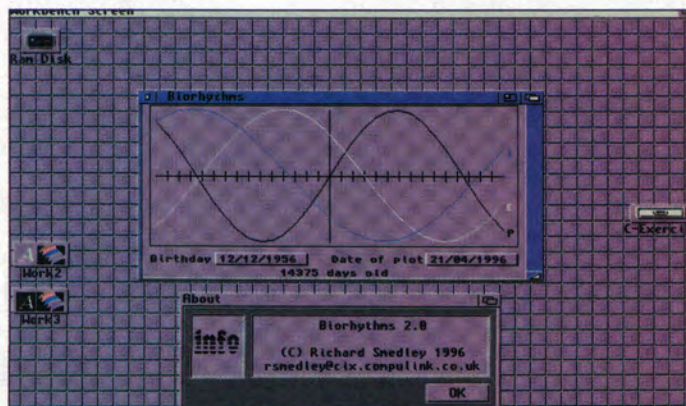 Workbench Screen
Ram Disk
Biorhythms
E
P
Birthday 12/12/1956 Date of plot 21/04/1996
14375 days old
Work2
Work3
C-Exerci
About
info
Biorhythms 2.0
(C) Richard Smedley 1996
rsmedley@cix.compulink.co.uk
OK